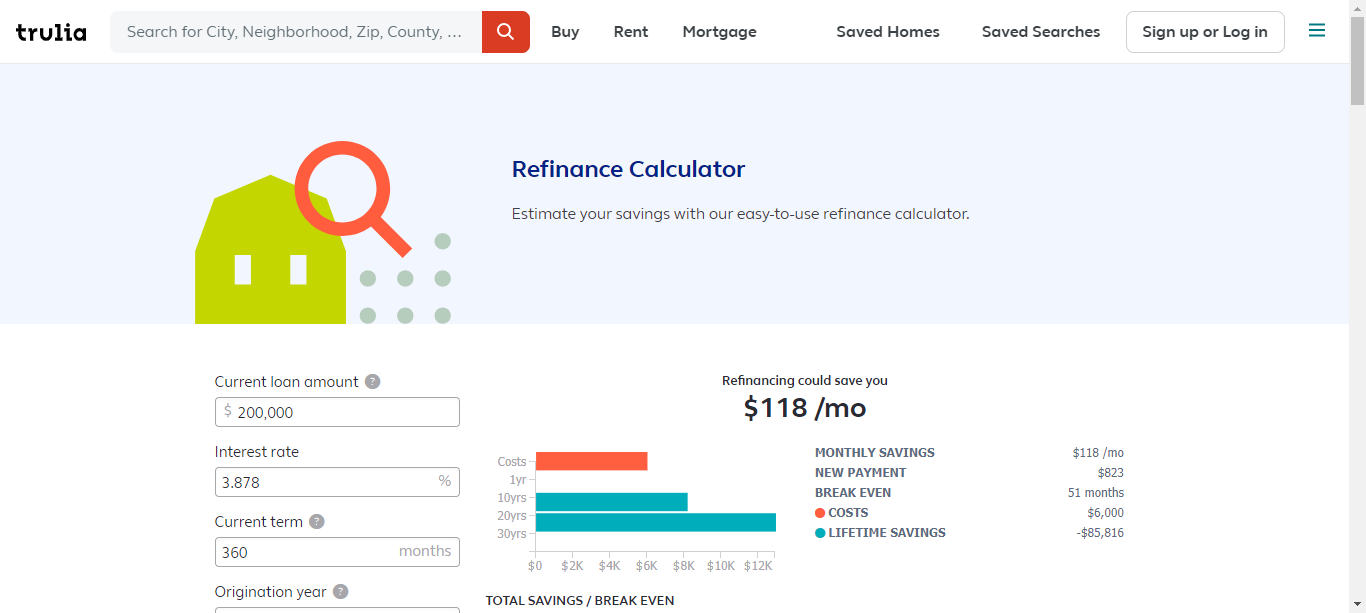 trulia
Search for City, Neighborhood, Zip, County, ...
Buy
Rent
Mortgage
Saved Homes
Saved Searches
Sign up or Log in
Refinance Calculator
Estimate your savings with our easy-to-use refinance calculator.
Current loan amount ?
$ 200,000
Interest rate
3.878 %
Current term ?
360 months
Origination year ?
Refinancing could save you
$118 /mo
Costs
1yr
10yrs
20yrs
30yrs
$0 $2K $4K $6K $8K $10K $12K
MONTHLY SAVINGS $118 /mo
NEW PAYMENT $823
BREAK EVEN 51 months
COSTS $6,000
LIFETIME SAVINGS -$85,816
TOTAL SAVINGS / BREAK EVEN